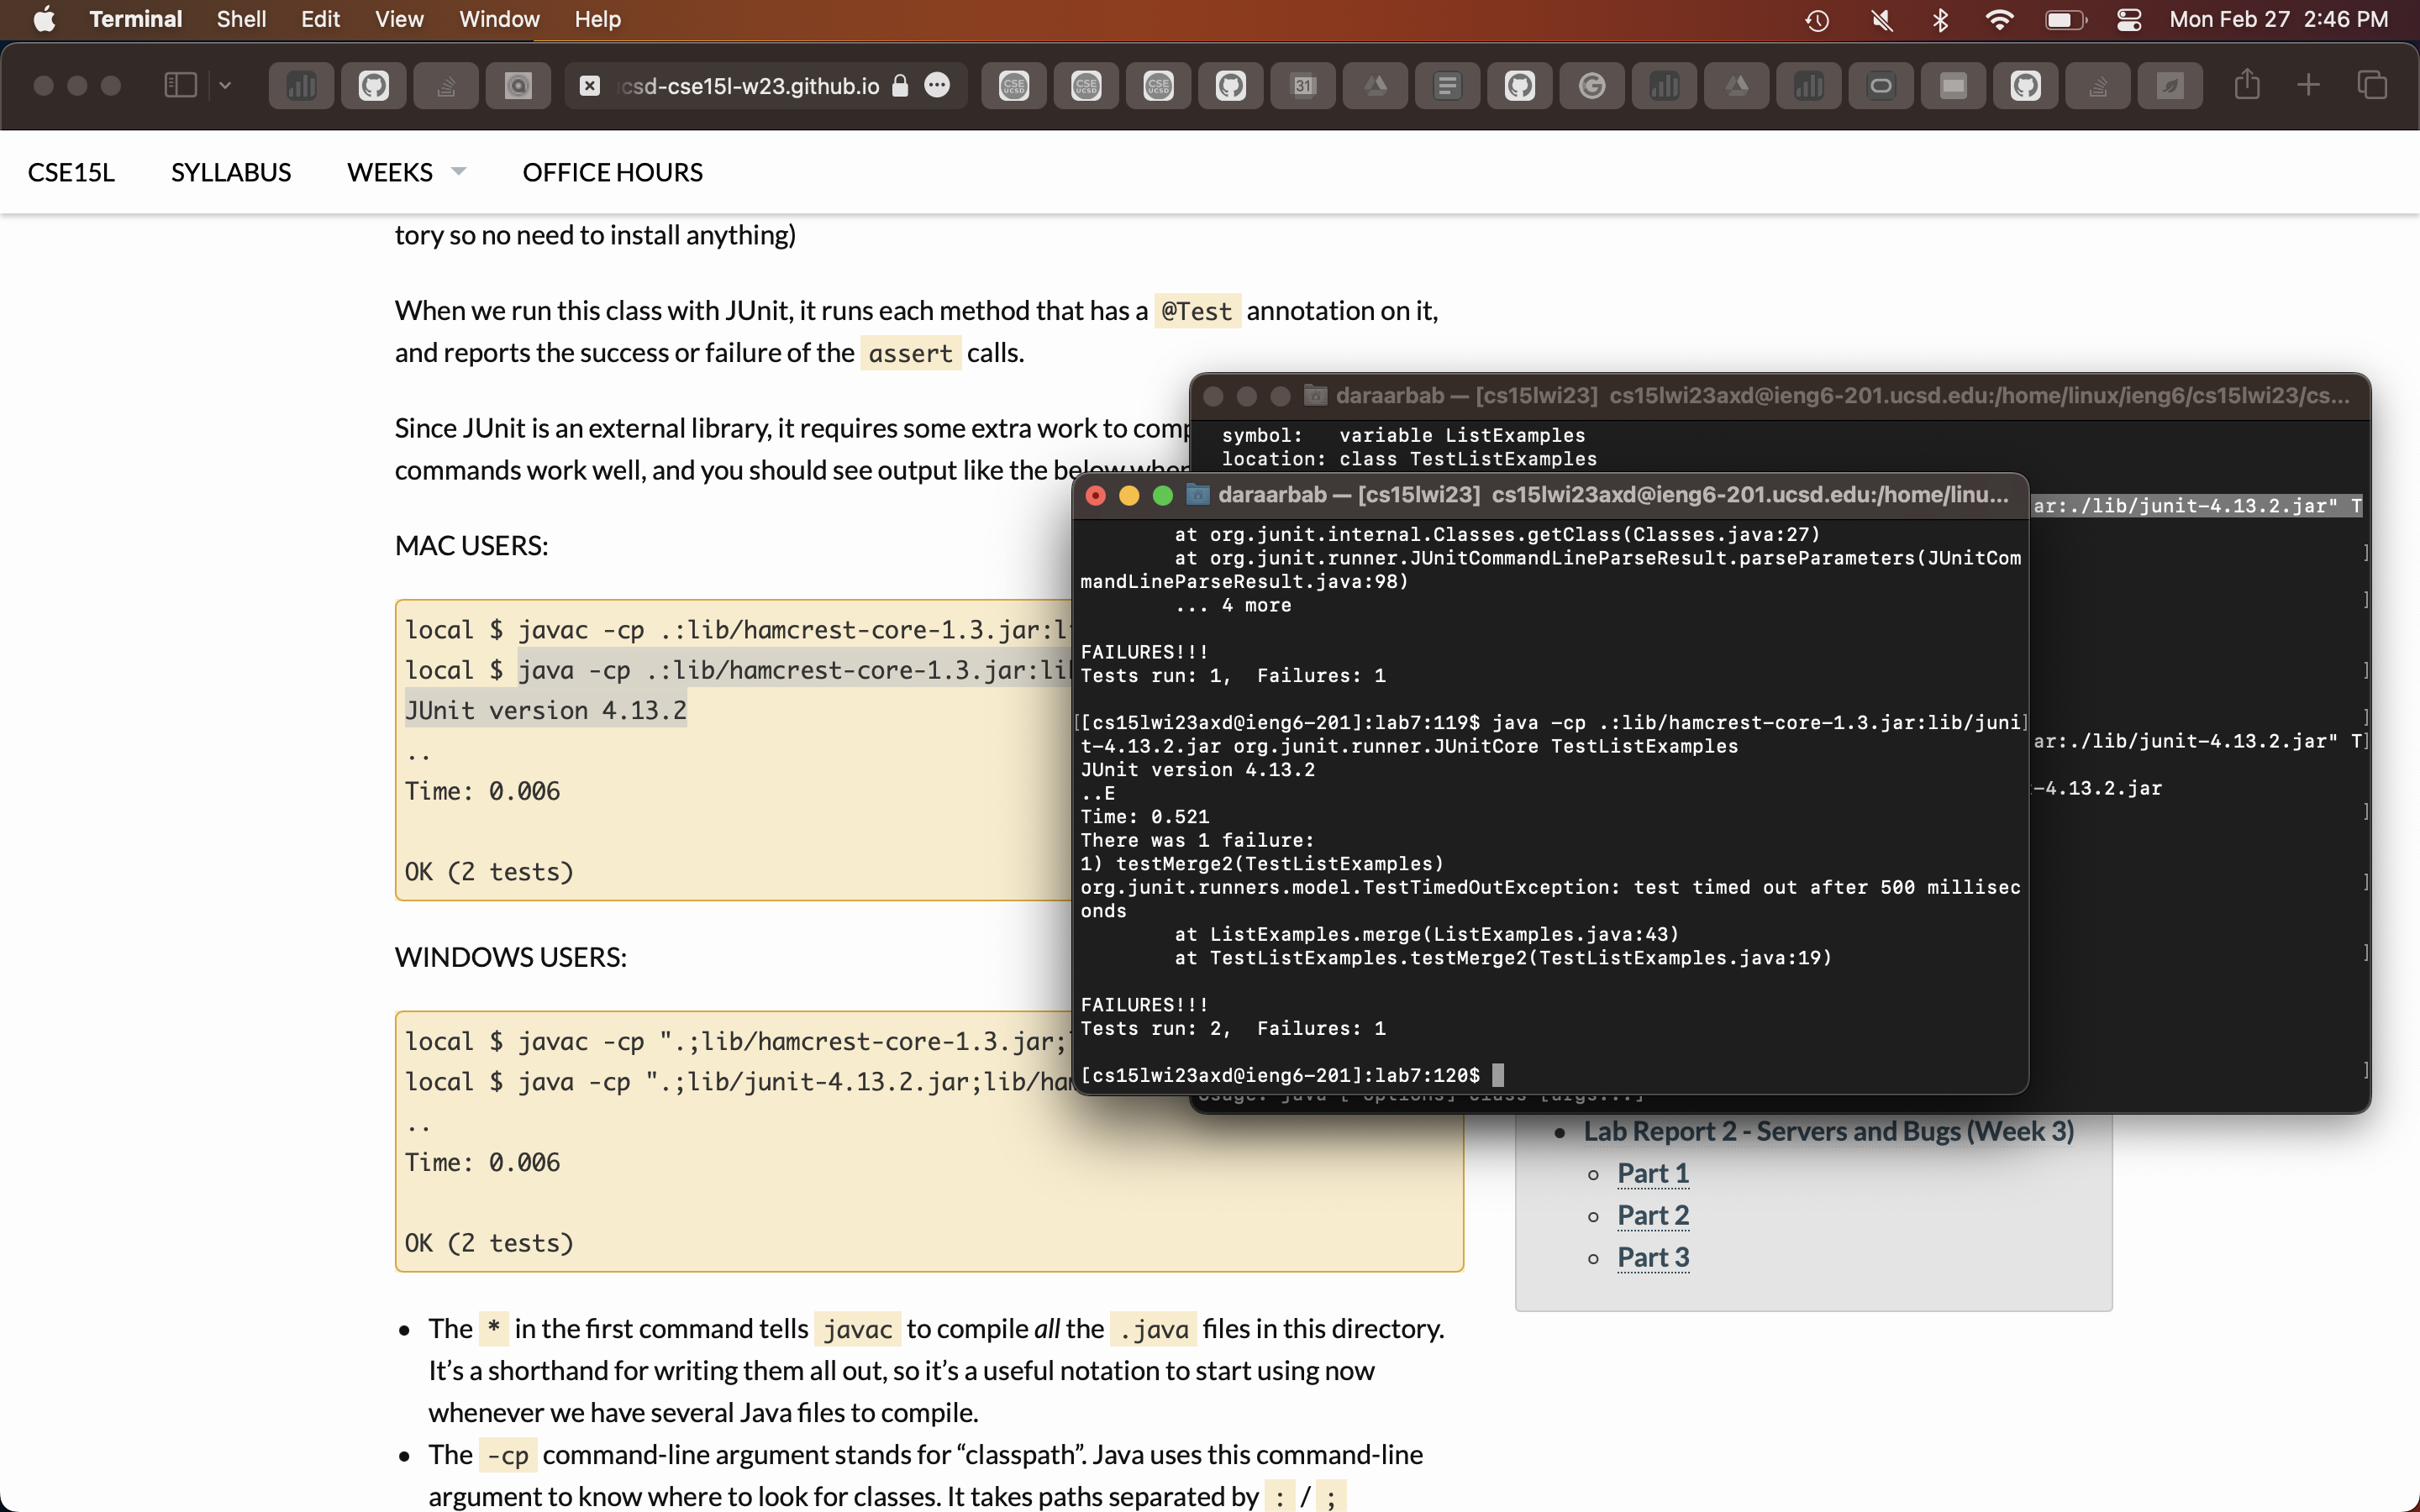 Terminal Shell Edit View Window Help Mon Feb 27 2:46 PM
csd-cse15l-w23.github.io
CSE UCSD
CSE UCSD
CSE UCSD
31
G
CSE15L SYLLABUS WEEKS OFFICE HOURS
tory so no need to install anything)
When we run this class with JUnit, it runs each method that has a @Test annotation on it,
and reports the success or failure of the assert calls.
Since JUnit is an external library, it requires some extra work to comp
commands work well, and you should see output like the below when
MAC USERS:
local $ javac -cp .:lib/hamcrest-core-1.3.jar:l
local $ java -cp .:lib/hamcrest-core-1.3.jar:li
JUnit version 4.13.2
..
Time: 0.006
OK (2 tests)
WINDOWS USERS:
local $ javac -cp ".;lib/hamcrest-core-1.3.jar;
local $ java -cp ".;lib/junit-4.13.2.jar;lib/ha
..
Time: 0.006
OK (2 tests)
• The * in the first command tells javac to compile all the .java files in this directory.
It’s a shorthand for writing them all out, so it’s a useful notation to start using now
whenever we have several Java files to compile.
• The -cp command-line argument stands for “classpath”. Java uses this command-line
argument to know where to look for classes. It takes paths separated by : / ;
daraarbab — [cs15lwi23] cs15lwi23axd@ieng6-201.ucsd.edu:/home/linux/ieng6/cs15lwi23/cs...
symbol: variable ListExamples
location: class TestListExamples
ar:./lib/junit-4.13.2.jar" T
]
]
]
]
ar:./lib/junit-4.13.2.jar" T]
-4.13.2.jar
]
]
]
]
Usage: java [-options] class [args...]
daraarbab — [cs15lwi23] cs15lwi23axd@ieng6-201.ucsd.edu:/home/linu...
at org.junit.internal.Classes.getClass(Classes.java:27)
at org.junit.runner.JUnitCommandLineParseResult.parseParameters(JUnitCom
mandLineParseResult.java:98)
... 4 more
FAILURES!!!
Tests run: 1,  Failures: 1
[[cs15lwi23axd@ieng6-201]:lab7:119$ java -cp .:lib/hamcrest-core-1.3.jar:lib/juni]
t-4.13.2.jar org.junit.runner.JUnitCore TestListExamples
JUnit version 4.13.2
..E
Time: 0.521
There was 1 failure:
1) testMerge2(TestListExamples)
org.junit.runners.model.TestTimedOutException: test timed out after 500 millisec
onds
at ListExamples.merge(ListExamples.java:43)
at TestListExamples.testMerge2(TestListExamples.java:19)
FAILURES!!!
Tests run: 2,  Failures: 1
[cs15lwi23axd@ieng6-201]:lab7:120$
• Lab Report 2 - Servers and Bugs (Week 3)
Part 1
Part 2
Part 3